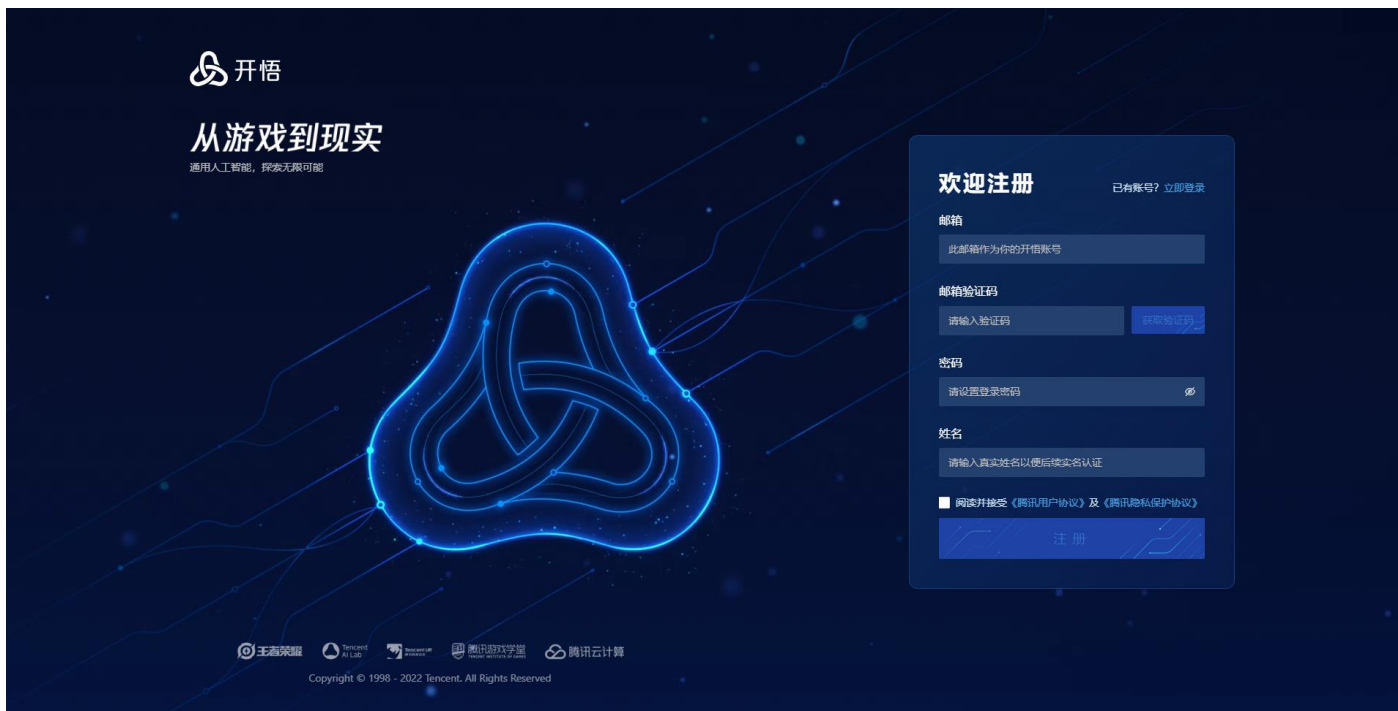 开悟
从游戏到现实
通用人工智能，探索无限可能
欢迎注册
已有账号？立即登录
邮箱
此邮箱作为你的开悟账号
邮箱验证码
请输入验证码
获取验证码
密码
请设置登录密码
姓名
请输入真实姓名以便后续实名认证
阅读并接受《腾讯用户协议》及《腾讯隐私保护协议》
注册
王者荣耀
Tencent
AI Lab
腾讯游戏学堂
TENCENT INSTITUTE OF GAMES
腾讯云计算
Copyright © 1998 - 2022 Tencent. All Rights Reserved